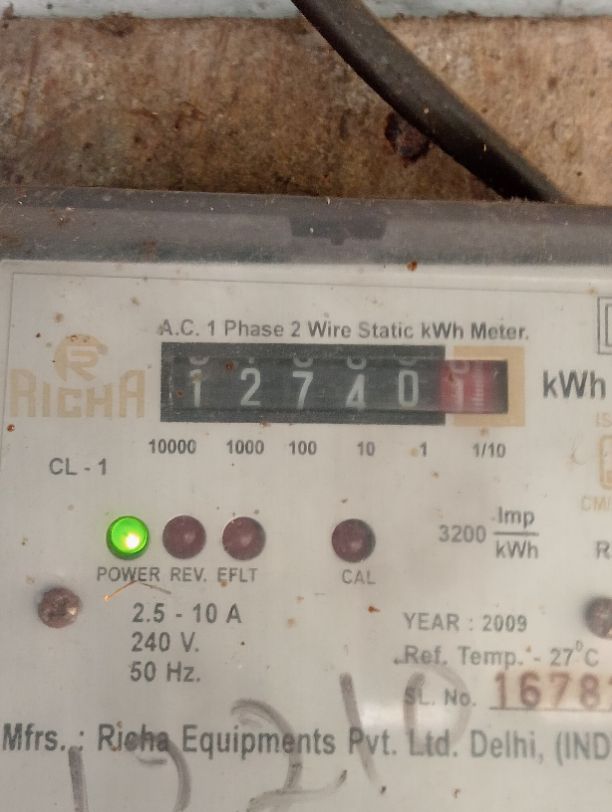 A.C. 1 Phase 2 Wire Static kWh Meter.
RICHA
1 2 7 4 0 kWh
10000 1000 100 10 1 1/10
CL - 1
3200 Imp/kWh
POWER REV. EFLT CAL
2.5 - 10 A
240 V.
50 Hz.
YEAR : 2009
Ref. Temp. - 27°C
SL. No. 1678
Mfrs. : Richa Equipments Pvt. Ltd. Delhi, (IND